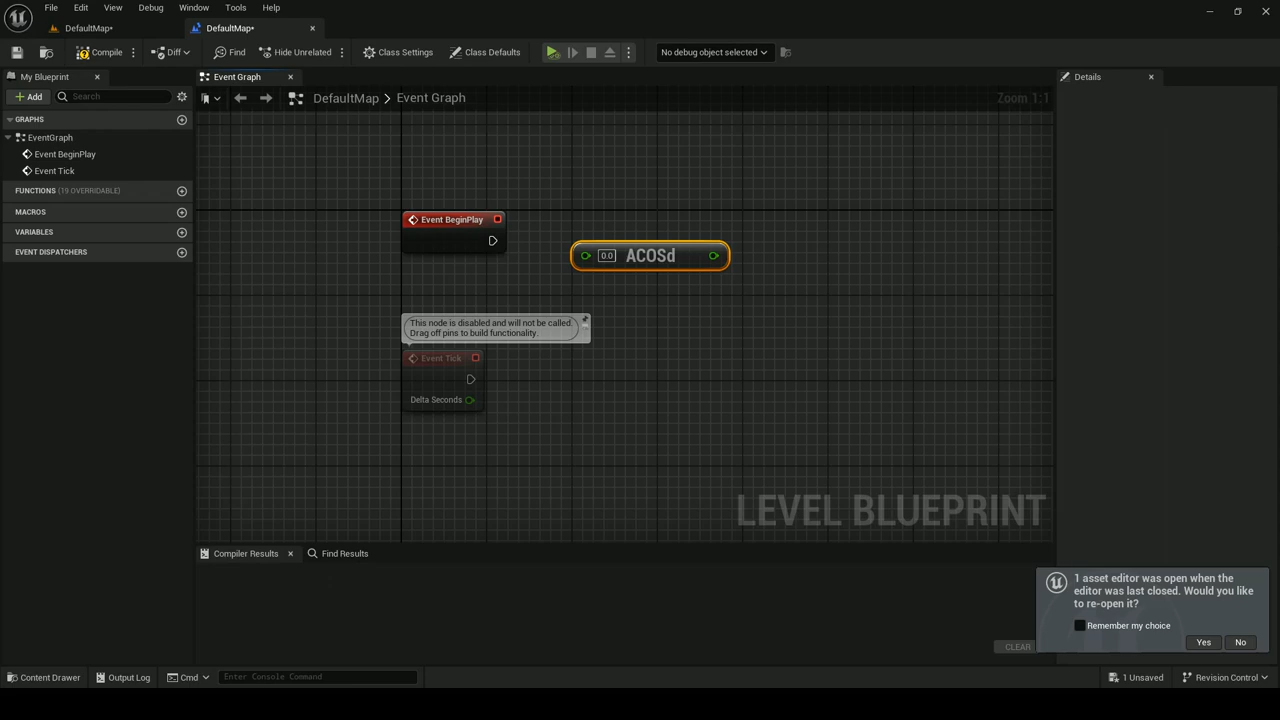 File Edit View Debug Window Tools Help
DefaultMap•
DefaultMap•
Compile
Diff
Find
Hide Unrelated
Class Settings
Class Defaults
No debug object selected
My Blueprint
Add
Search
GRAPHS
EventGraph
Event BeginPlay
Event Tick
FUNCTIONS (19 OVERRIDABLE)
MACROS
VARIABLES
EVENT DISPATCHERS
Event Graph
DefaultMap > Event Graph
Zoom 1:1
Event BeginPlay
0.0 ACOSd
This node is disabled and will not be called.
Drag off pins to build functionality.
Event Tick
Delta Seconds
LEVEL BLUEPRINT
Details
Compiler Results
Find Results
1 asset editor was open when the
editor was last closed. Would you like
to re-open it?
Remember my choice
Yes No
CLEAR
Content Drawer
Output Log
Cmd
Enter Console Command
1 Unsaved
Revision Control